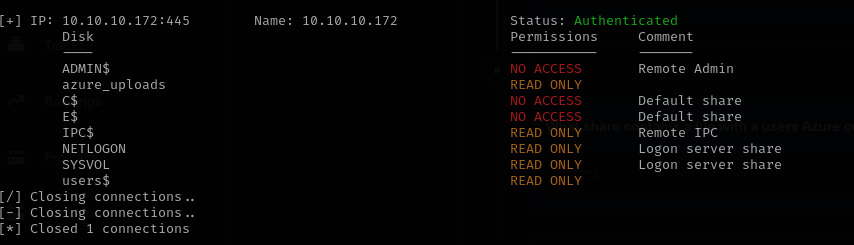 [+] IP: 10.10.10.172:445 Name: 10.10.10.172 Status: Authenticated
Disk Permissions Comment
---- ----------- -------
ADMIN$ NO ACCESS Remote Admin
azure_uploads READ ONLY
C$ NO ACCESS Default share
E$ NO ACCESS Default share
IPC$ READ ONLY Remote IPC
NETLOGON READ ONLY Logon server share
SYSVOL READ ONLY Logon server share
users$ READ ONLY
[/] Closing connections..
[-] Closing connections..
[*] Closed 1 connections